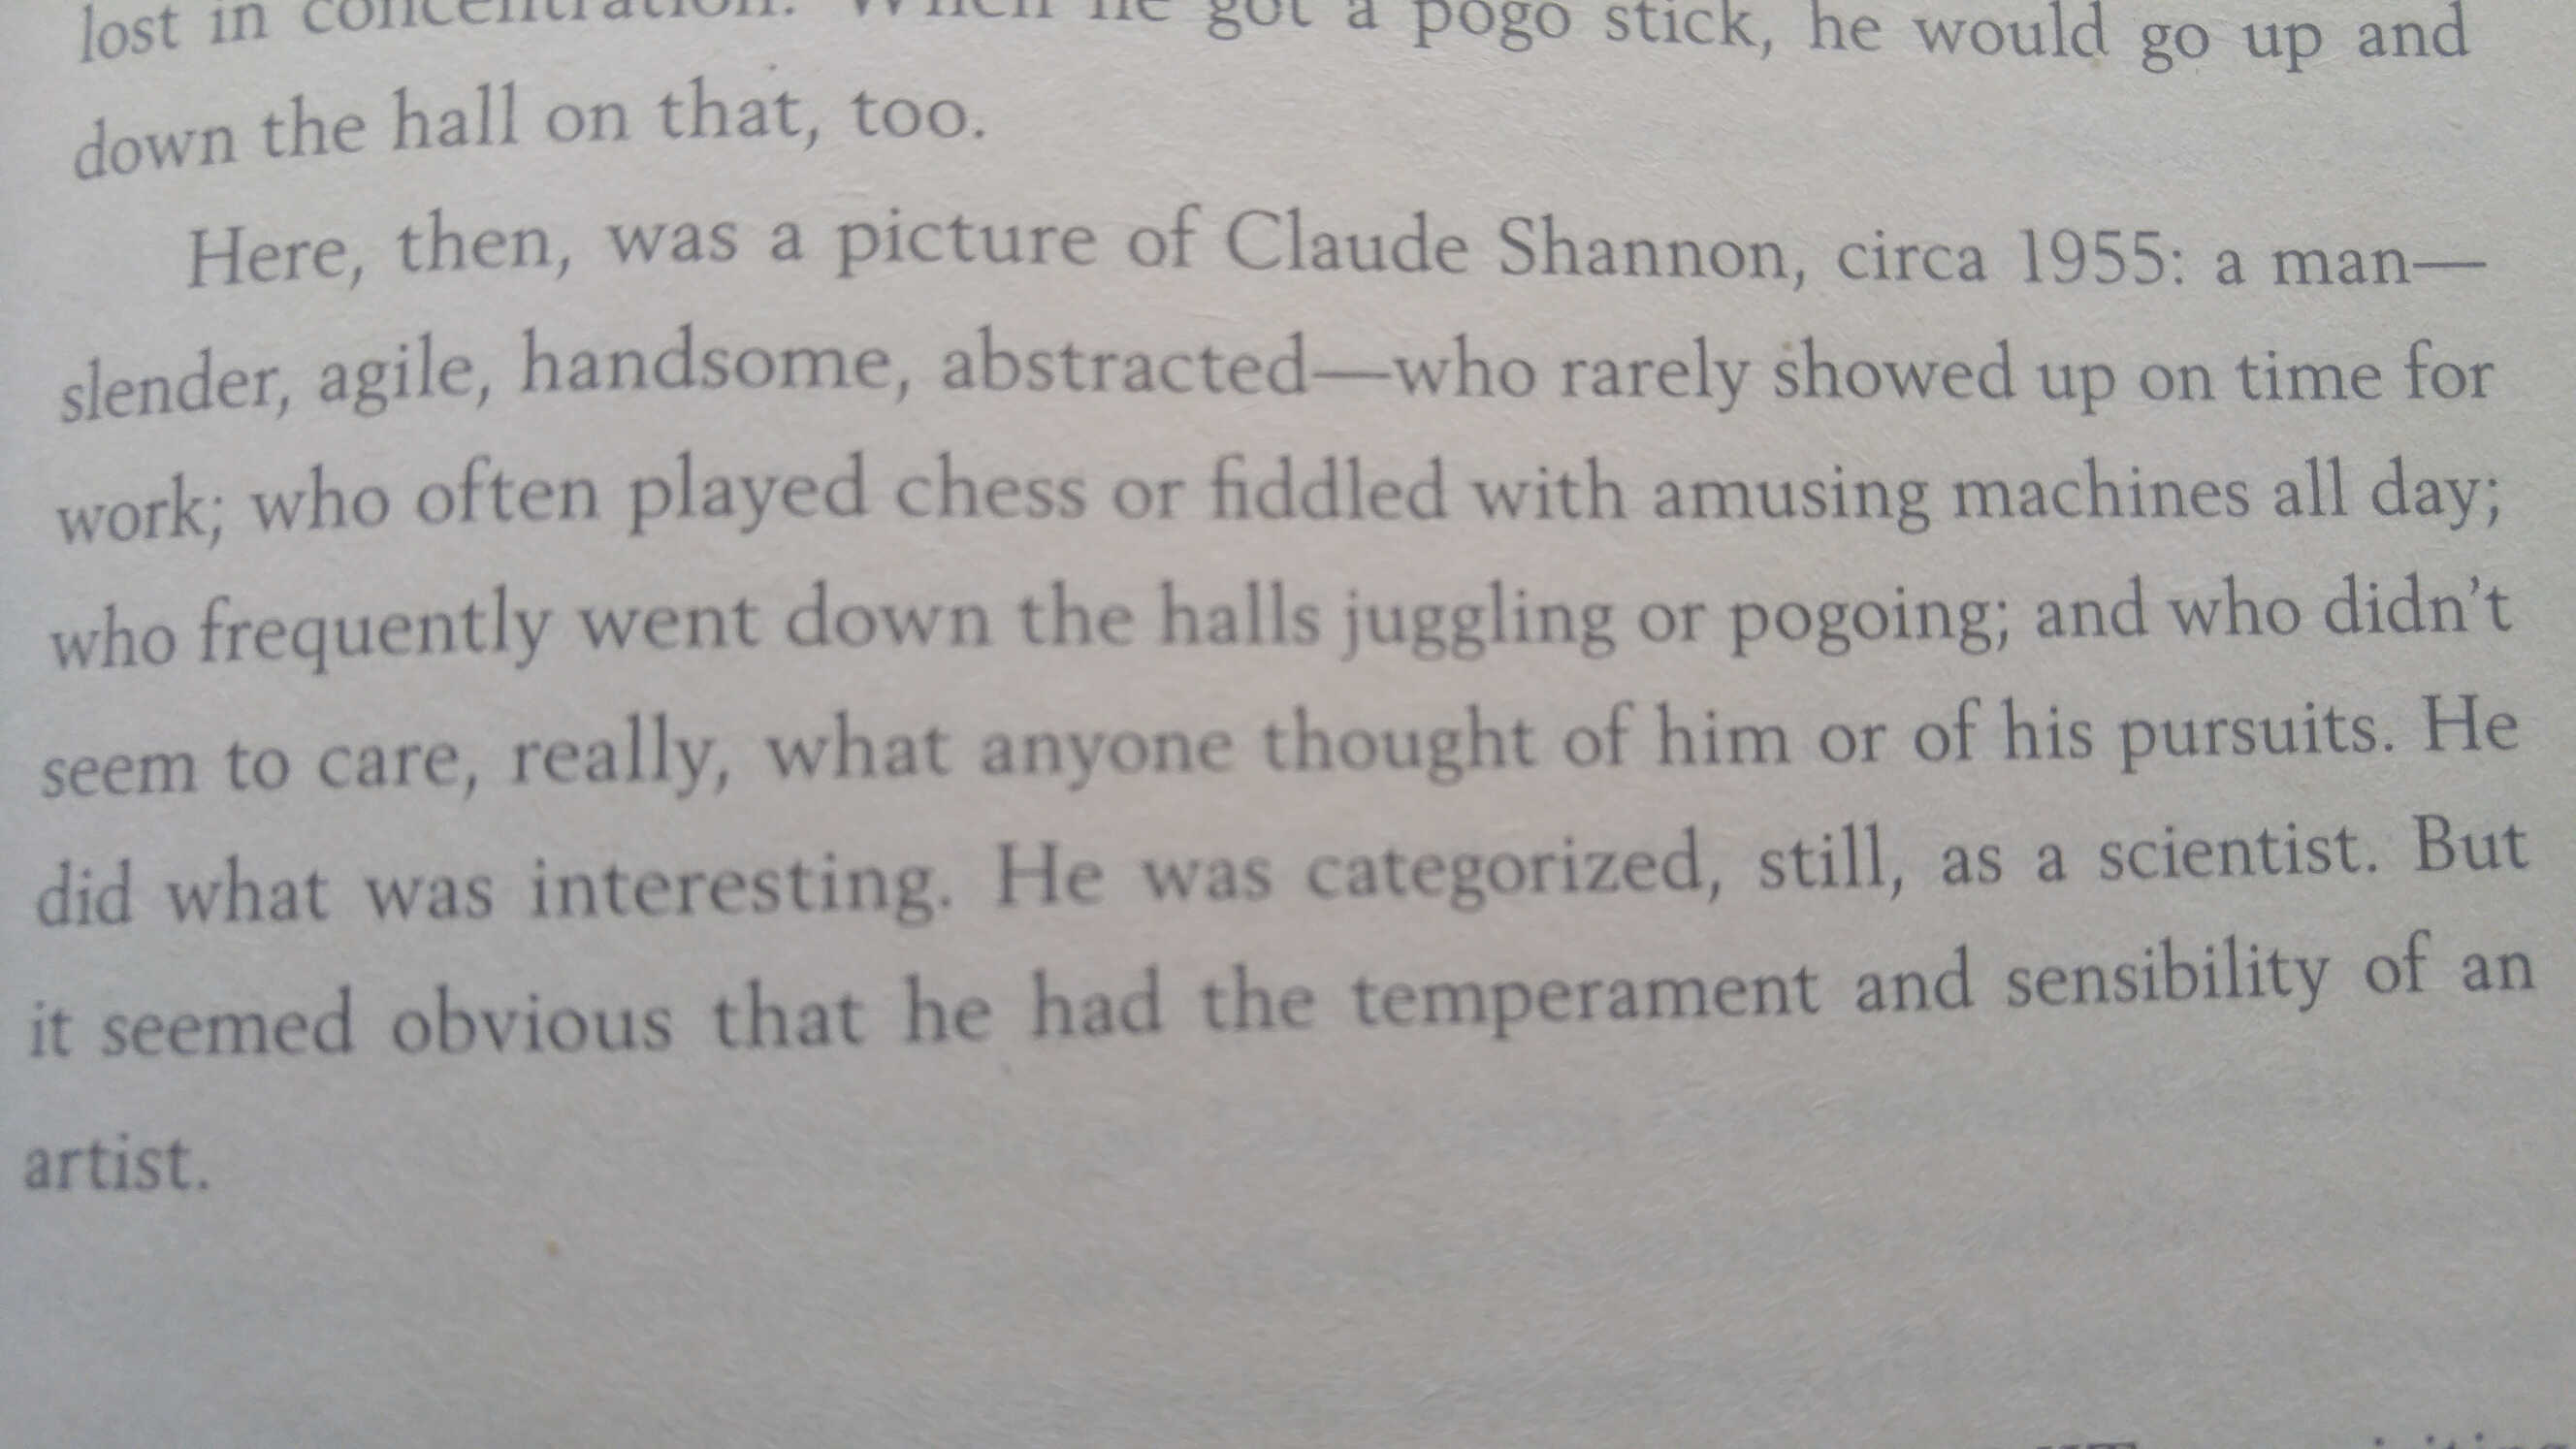 lost in concentration. When he got a pogo stick, he would go up and
down the hall on that, too.
Here, then, was a picture of Claude Shannon, circa 1955: a man—
slender, agile, handsome, abstracted—who rarely showed up on time for
work; who often played chess or fiddled with amusing machines all day;
who frequently went down the halls juggling or pogoing; and who didn't
seem to care, really, what anyone thought of him or of his pursuits. He
did what was interesting. He was categorized, still, as a scientist. But
it seemed obvious that he had the temperament and sensibility of an
artist.